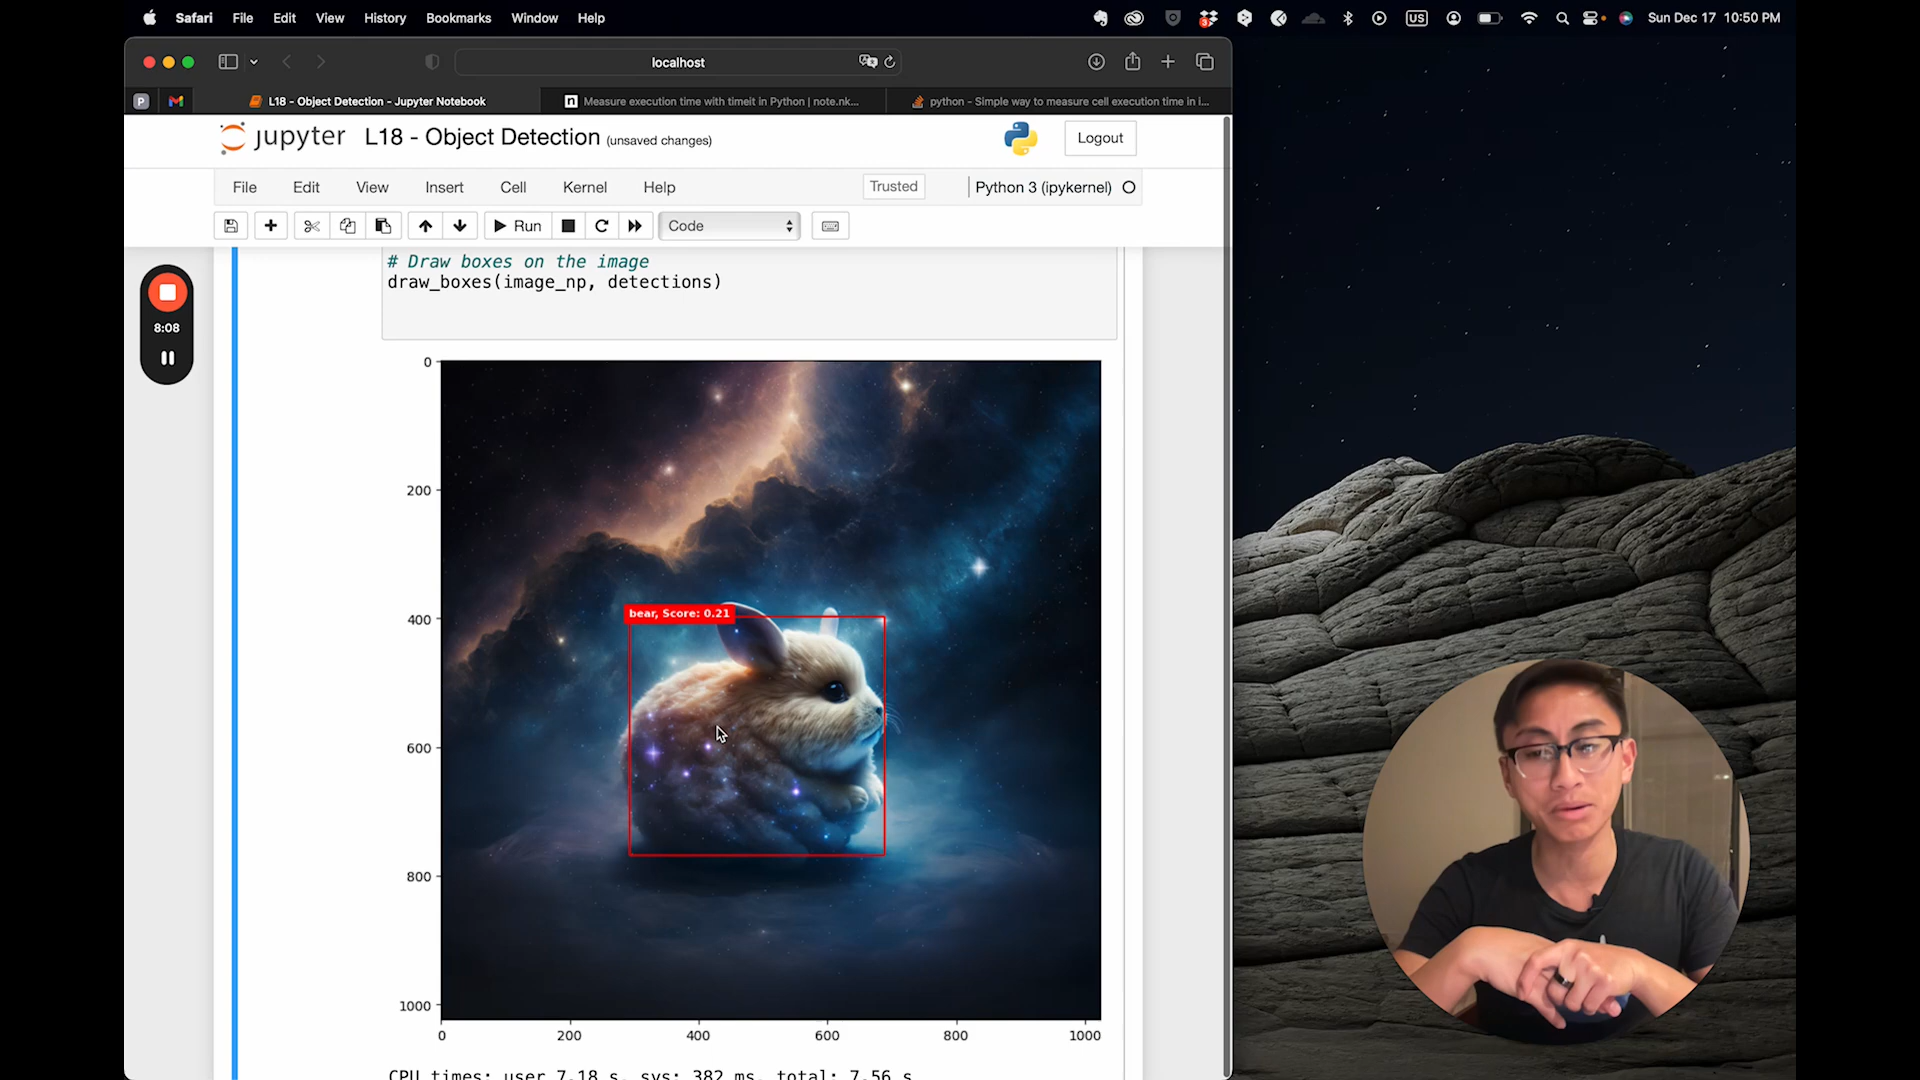 Safari File Edit View History Bookmarks Window Help
3
US
Sun Dec 17 10:50 PM
localhost
P
L18 - Object Detection - Jupyter Notebook
n Measure execution time with timeit in Python | note.nk...
python - Simple way to measure cell execution time in i...
jupyter L18 - Object Detection (unsaved changes)
Logout
File Edit View Insert Cell Kernel Help
Trusted
Python 3 (ipykernel)
Run
Code
8:08
# Draw boxes on the image
draw_boxes(image_np, detections)
0
200
400
600
800
1000
bear, Score: 0.21
0 200 400 600 800 1000
CPU times: user 7.18 s, sys: 382 ms, total: 7.56 s